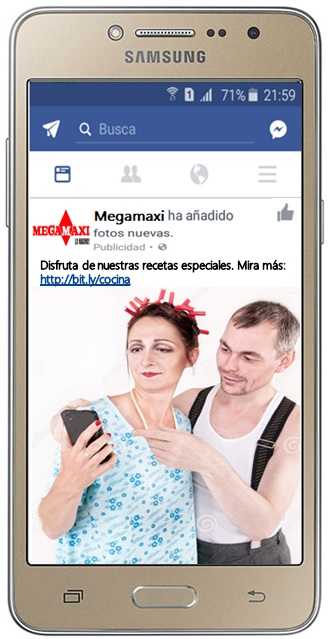 SAMSUNG
1 71% 21:59
Busca
MEGAMAXI
Megamaxi ha añadido
fotos nuevas.
Publicidad •
Disfruta de nuestras recetas especiales. Mira más:
http://bit.ly/cocina